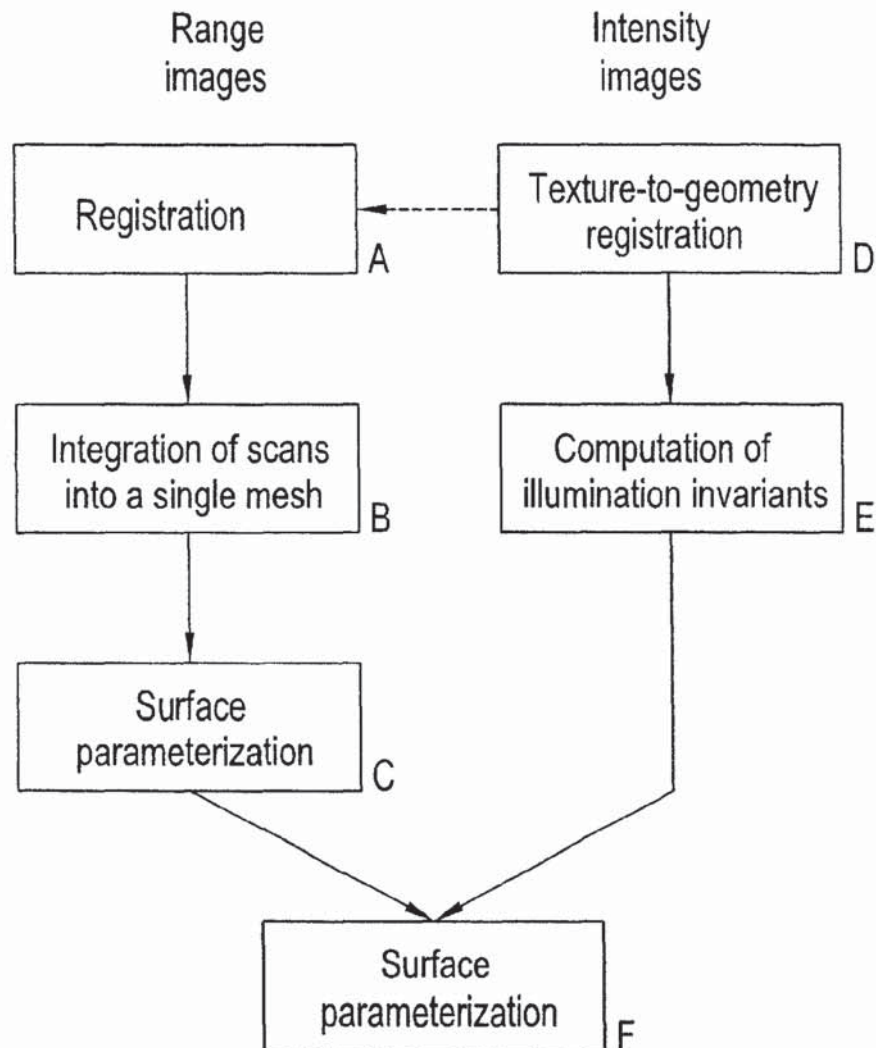 Range
images
Intensity
images
Registration
A
Texture-to-geometry
registration
D
Integration of scans
into a single mesh
B
Computation of
illumination invariants
E
Surface
parameterization
C
Surface
parameterization
F